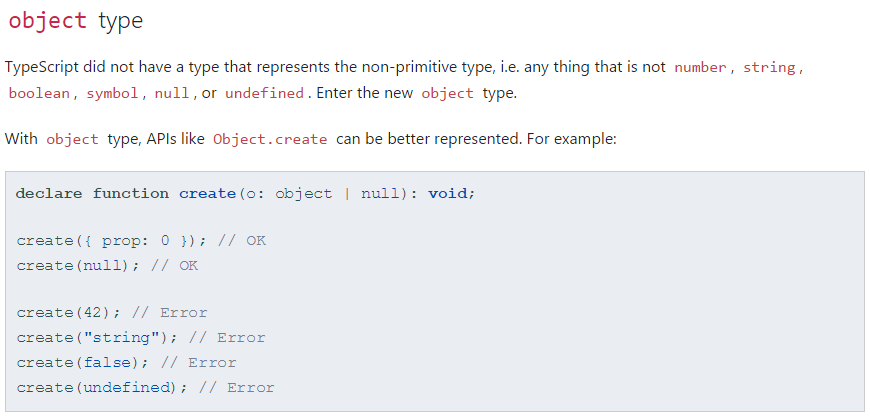 object type
TypeScript did not have a type that represents the non-primitive type, i.e. any thing that is not number, string,
boolean, symbol, null, or undefined. Enter the new object type.
With object type, APIs like Object.create can be better represented. For example:
declare function create(o: object | null): void;
create({ prop: 0 }); // OK
create(null); // OK
create(42); // Error
create("string"); // Error
create(false); // Error
create(undefined); // Error